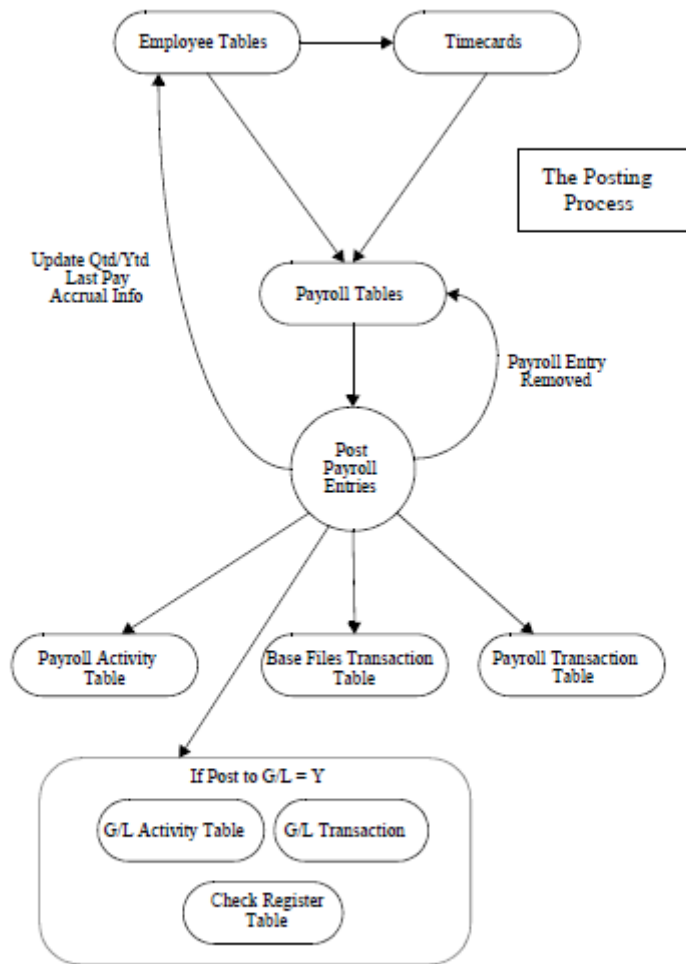 Employee Tables
Timecards
The Posting
Process
Update Qtd/Ytd
Last Pay
Accrual Info
Payroll Tables
Payroll Entry
Removed
Post
Payroll
Entries
Payroll Activity
Table
Base Files Transaction
Table
Payroll Transaction
Table
If Post to G/L = Y
G/L Activity Table
G/L Transaction
Check Register
Table